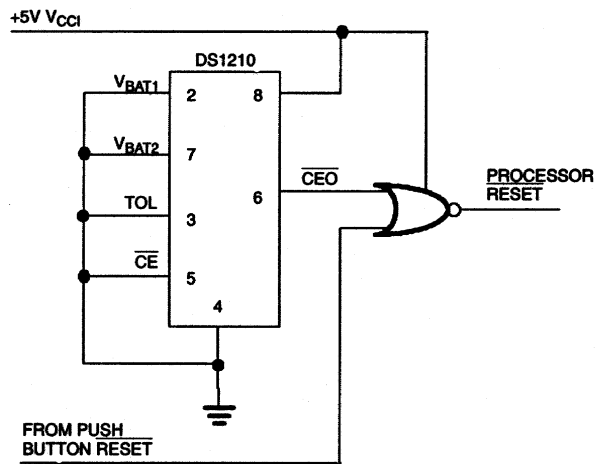 +5V VCCI
DS1210
VBAT1
2
8
VBAT2
7
CEO
6
PROCESSOR
RESET
TOL
3
CE
5
4
FROM PUSH
BUTTON RESET